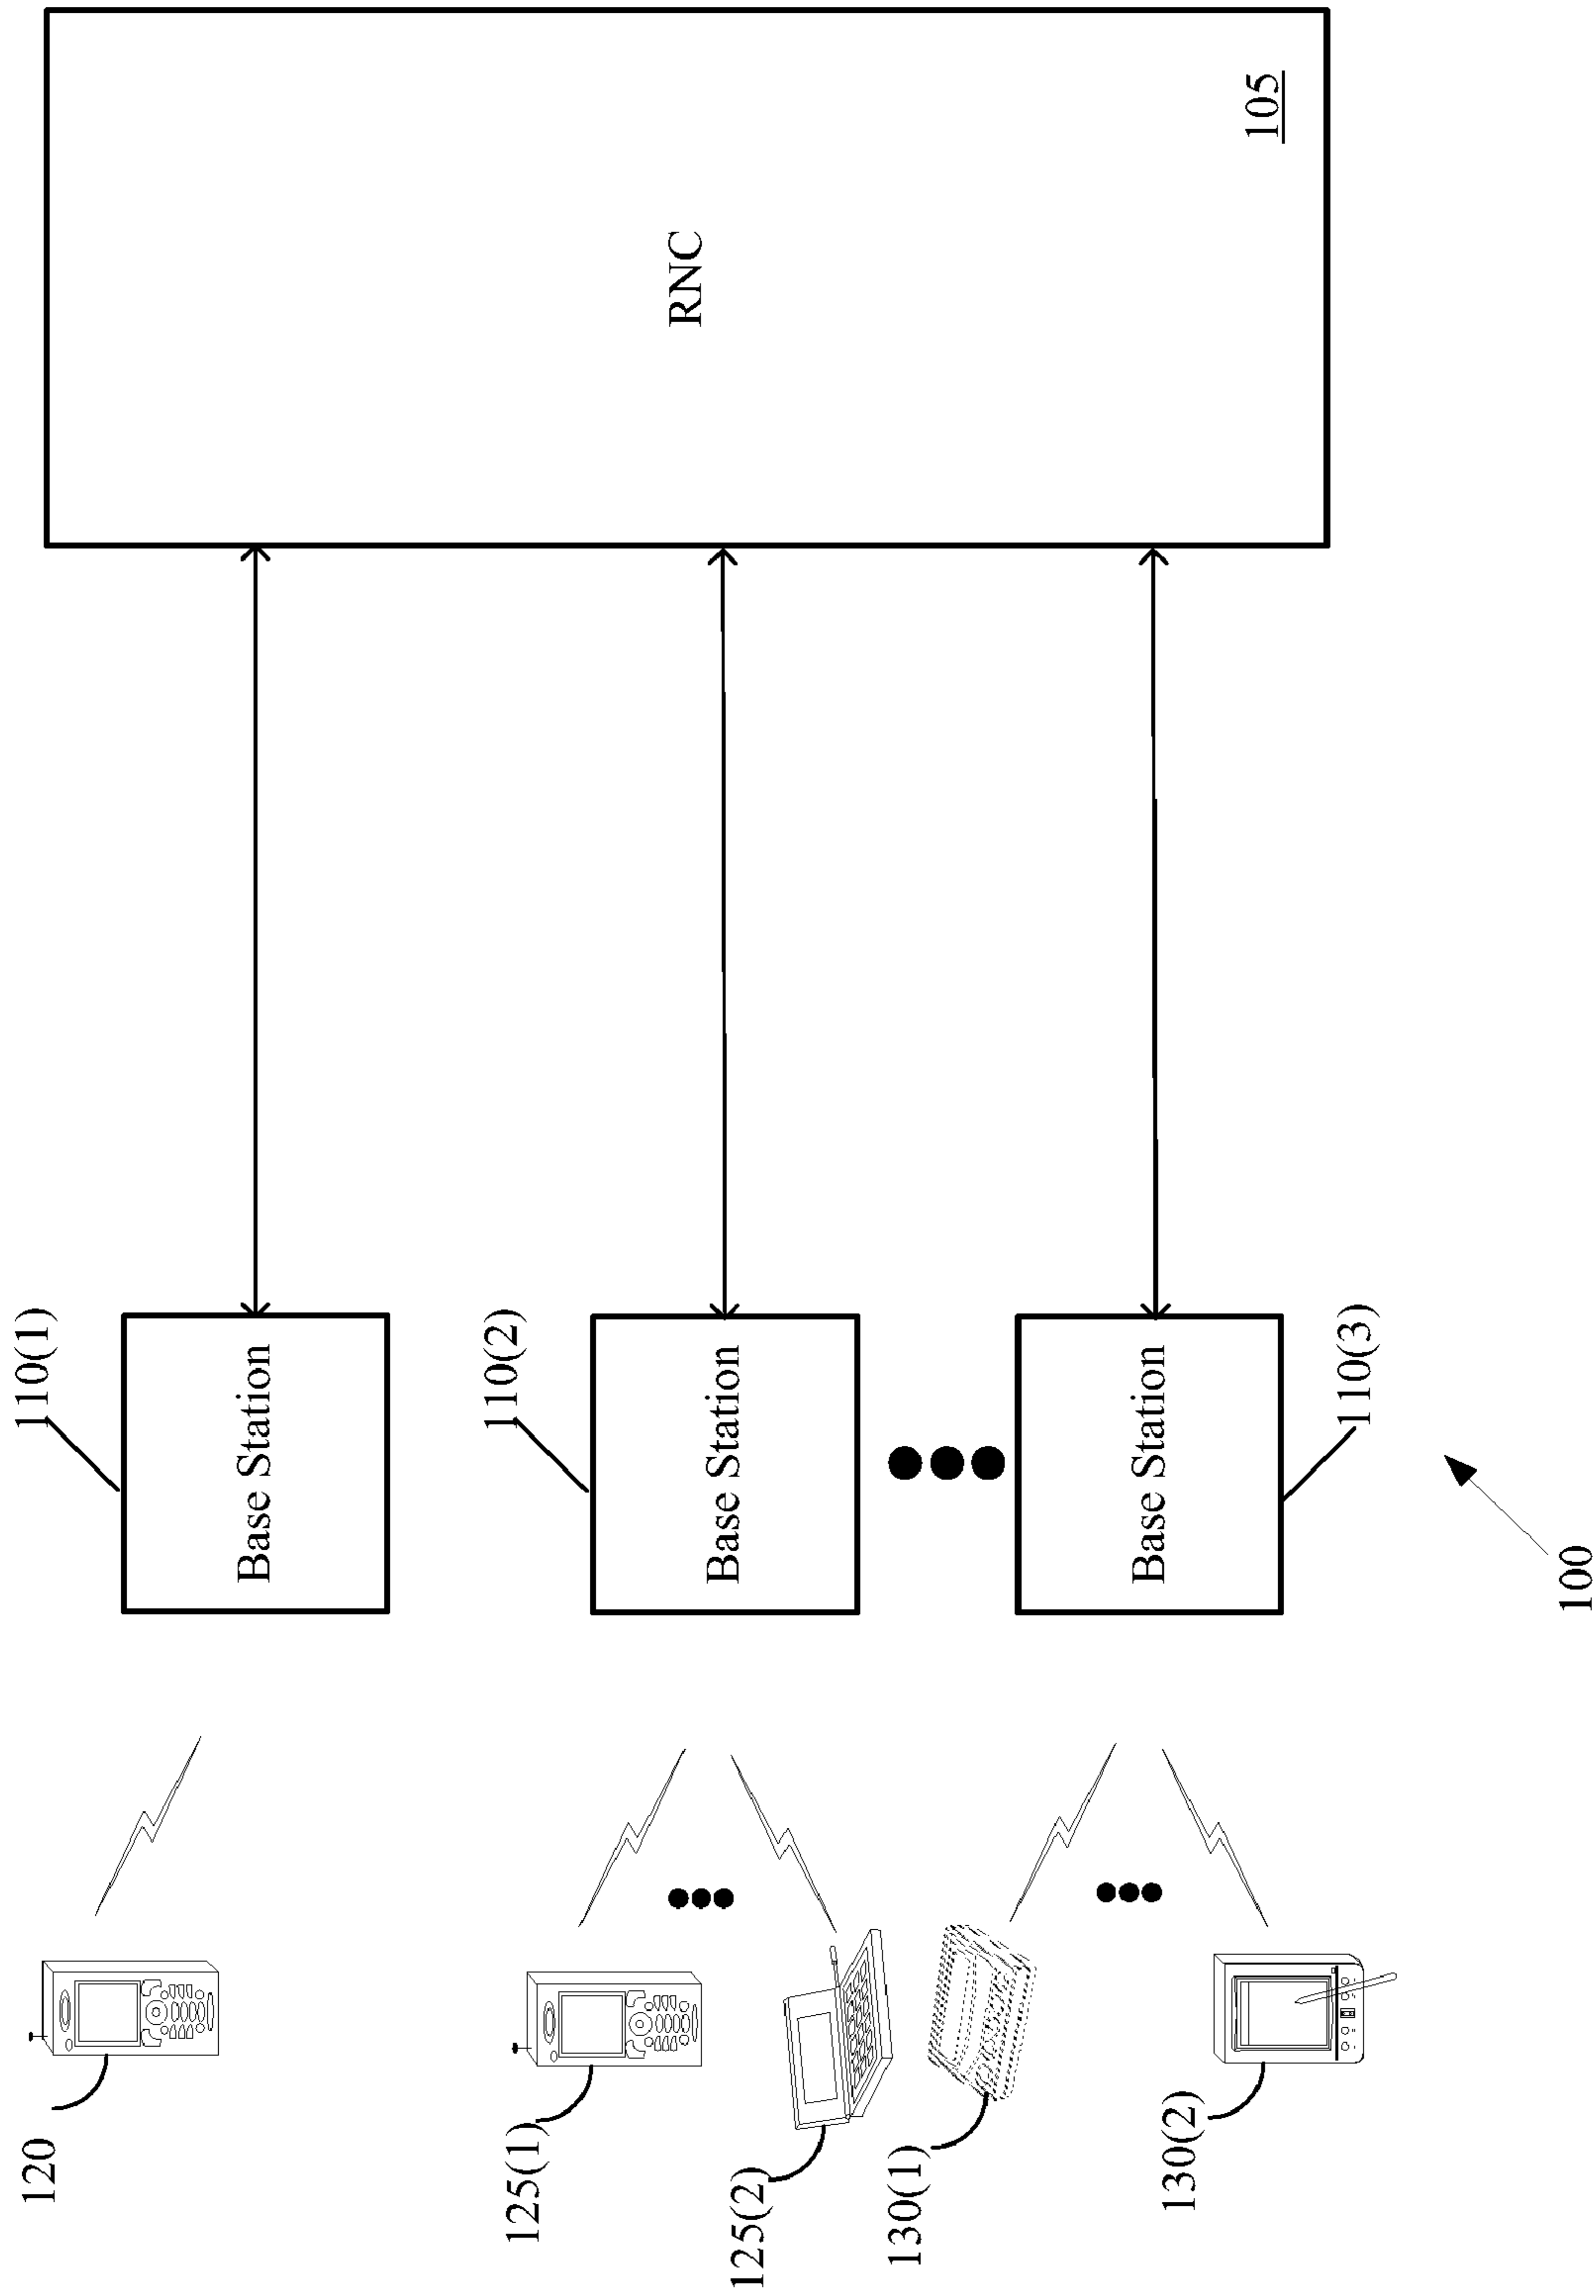 RNC
105
110(1)
Base Station
110(2)
Base Station
110(3)
Base Station
100
120
125(1)
125(2)
130(1)
130(2)